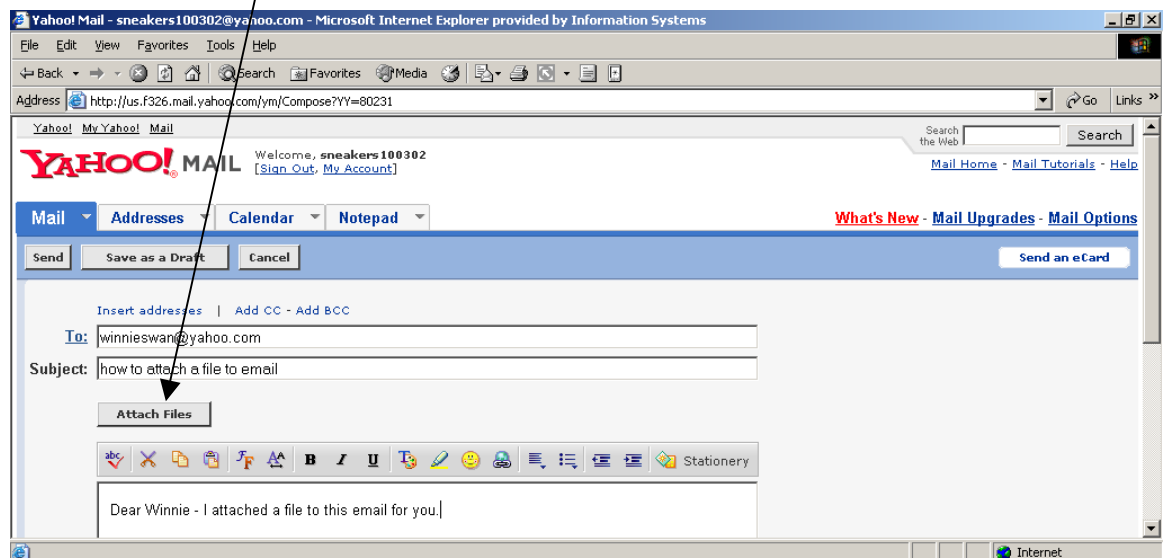 Yahoo! Mail - sneakers100302@yahoo.com - Microsoft Internet Explorer provided by Information Systems
File Edit View Favorites Tools Help
Back Search Favorites Media
Address http://us.f326.mail.yahoo.com/ym/Compose?YY=80231 Go Links »
Yahoo! My Yahoo! Mail Search the Web Search
YAHOO! MAIL Welcome, sneakers100302
[Sign Out, My Account] Mail Home - Mail Tutorials - Help
Mail Addresses Calendar Notepad What's New - Mail Upgrades - Mail Options
Send Save as a Draft Cancel Send an eCard
Insert addresses | Add CC - Add BCC
To: winnieswan@yahoo.com
Subject: how to attach a file to email
Attach Files
abc B I U Stationery
Dear Winnie - I attached a file to this email for you.
Internet